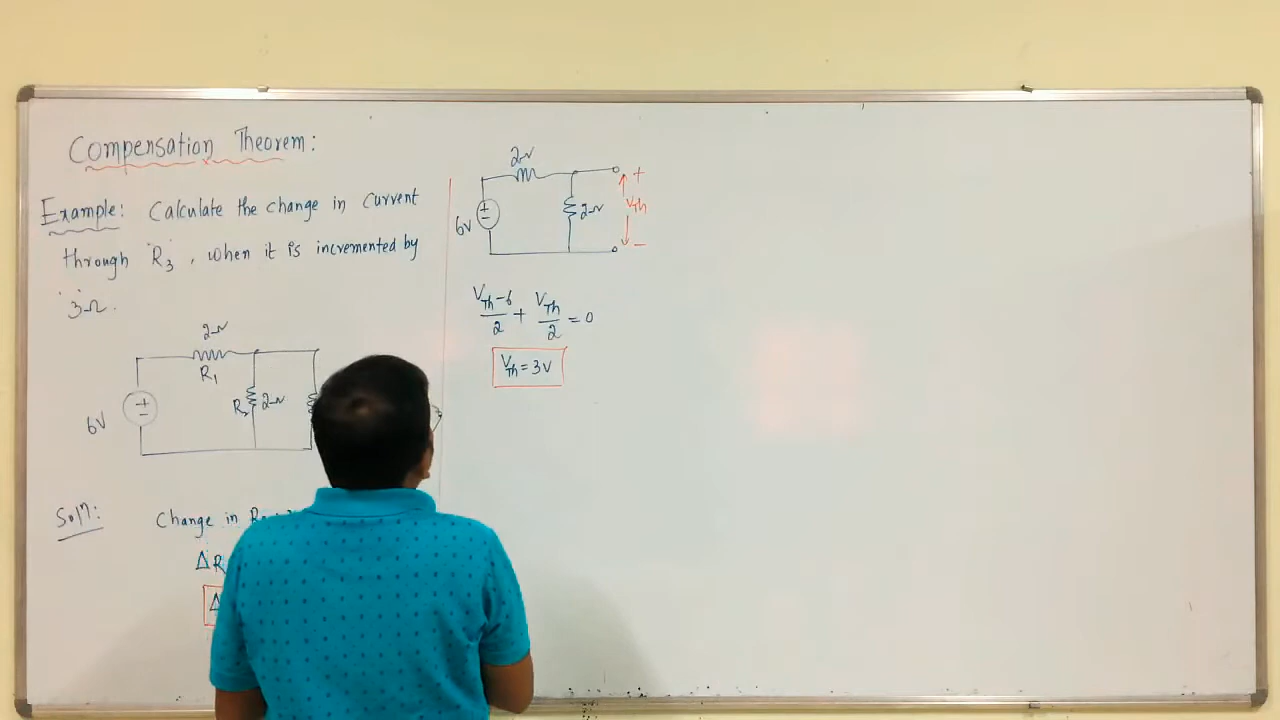 Compensation Theorem:
Example: Calculate the change in current
through R₃, when it is incremented by
3Ω.
2Ω
R₁
6V
R₂ 2Ω
Soln: Change in R
ΔR
Δ
2Ω
6V
2Ω
+
VTh
−
(VTh−6)/2 + VTh/2 = 0
VTh = 3V